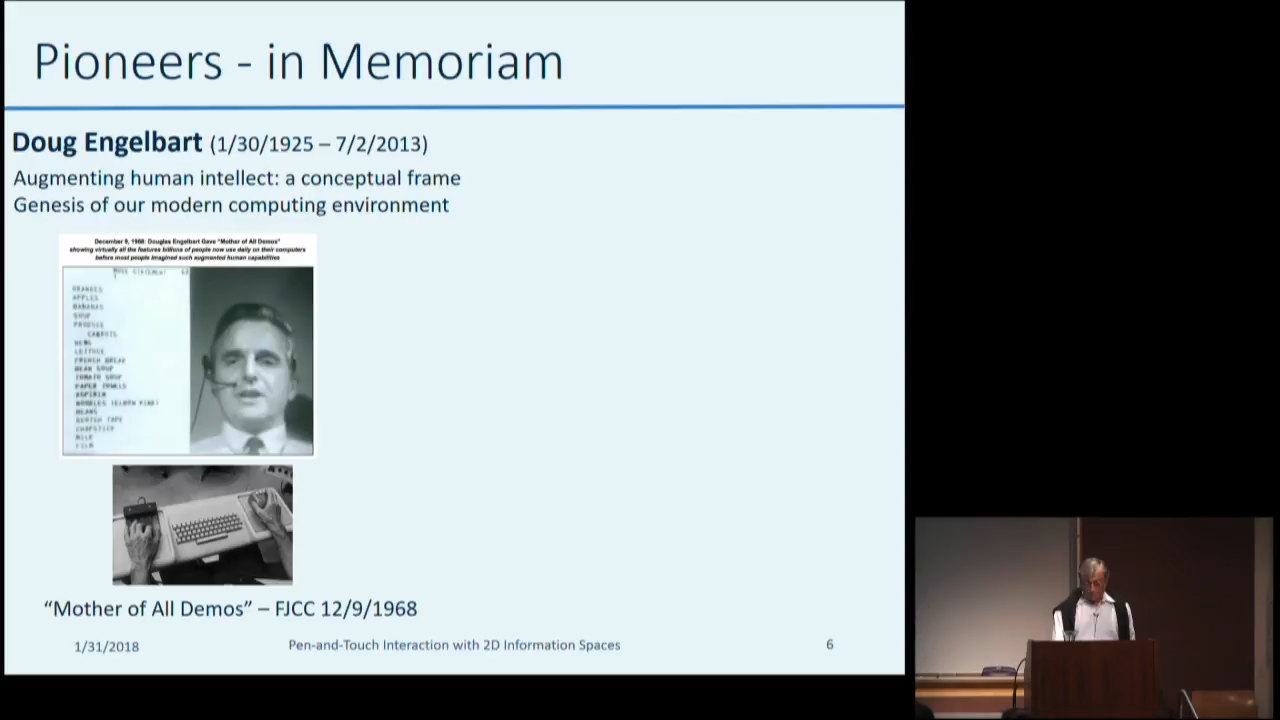 Pioneers - in Memoriam
Doug Engelbart (1/30/1925 – 7/2/2013)
Augmenting human intellect: a conceptual frame
Genesis of our modern computing environment
December 9, 1968: Douglas Engelbart Gave "Mother of All Demos"
showing virtually all the features billions of people now use daily on their computers
before most people imagined such augmented human capabilities
ORANGES
APPLES
BANANAS
SOUP
PRODUCE
CARROTS
LETTUCE
FRENCH BREAD
BEAN SOUP
TOMATO SOUP
PAPER TOWELS
ASPIRIN
BEANS
CHAPSTICK
MILK
FILM
“Mother of All Demos” – FJCC 12/9/1968
1/31/2018
Pen-and-Touch Interaction with 2D Information Spaces
6